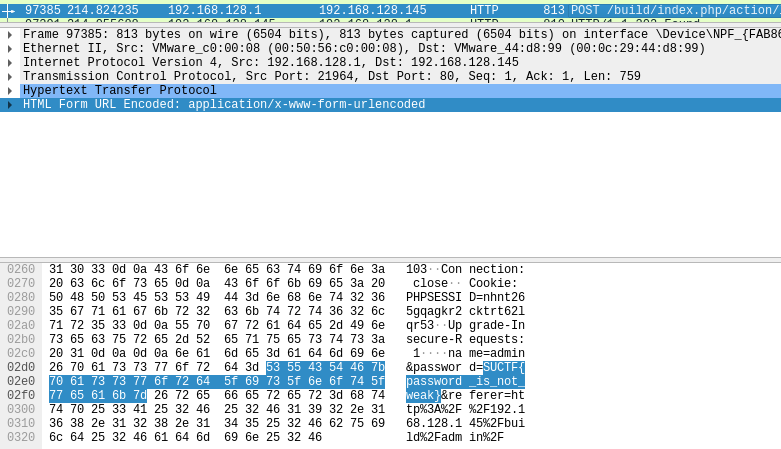 97385 214.824235 192.168.128.1 192.168.128.145 HTTP 813 POST /build/index.php/action/
192.168.128.145 192.168.128.1 HTTP 810 HTTP/1.1 302 Found
Frame 97385: 813 bytes on wire (6504 bits), 813 bytes captured (6504 bits) on interface \Device\NPF_{FAB86
Ethernet II, Src: VMware_c0:00:08 (00:50:56:c0:00:08), Dst: VMware_44:d8:99 (00:0c:29:44:d8:99)
Internet Protocol Version 4, Src: 192.168.128.1, Dst: 192.168.128.145
Transmission Control Protocol, Src Port: 21964, Dst Port: 80, Seq: 1, Ack: 1, Len: 759
Hypertext Transfer Protocol
HTML Form URL Encoded: application/x-www-form-urlencoded
0260 31 30 33 0d 0a 43 6f 6e 6e 65 63 74 69 6f 6e 3a 103··Con nection:
0270 20 63 6c 6f 73 65 0d 0a 43 6f 6f 6b 69 65 3a 20 close·· Cookie:
0280 50 48 50 53 45 53 53 49 44 3d 6e 68 6e 74 32 36 PHPSESSI D=nhnt26
0290 35 67 71 61 67 6b 72 32 63 6b 74 72 74 36 32 6c 5gqagkr2 cktrt62l
02a0 71 72 35 33 0d 0a 55 70 67 72 61 64 65 2d 49 6e qr53··Up grade-In
02b0 73 65 63 75 72 65 2d 52 65 71 75 65 73 74 73 3a secure-R equests:
02c0 20 31 0d 0a 0d 0a 6e 61 6d 65 3d 61 64 6d 69 6e 1····na me=admin
02d0 26 70 61 73 73 77 6f 72 64 3d 53 55 43 54 46 7b &passwor d=SUCTF{
02e0 70 61 73 73 77 6f 72 64 5f 69 73 5f 6e 6f 74 5f password _is_not_
02f0 77 65 61 6b 7d 26 72 65 66 65 72 65 72 3d 68 74 weak}&re ferer=ht
0300 74 70 25 33 41 25 32 46 25 32 46 31 39 32 2e 31 tp%3A%2F %2F192.1
0310 36 38 2e 31 32 38 2e 31 34 35 25 32 46 62 75 69 68.128.1 45%2Fbui
0320 6c 64 25 32 46 61 64 6d 69 6e 25 32 46 ld%2Fadm in%2F